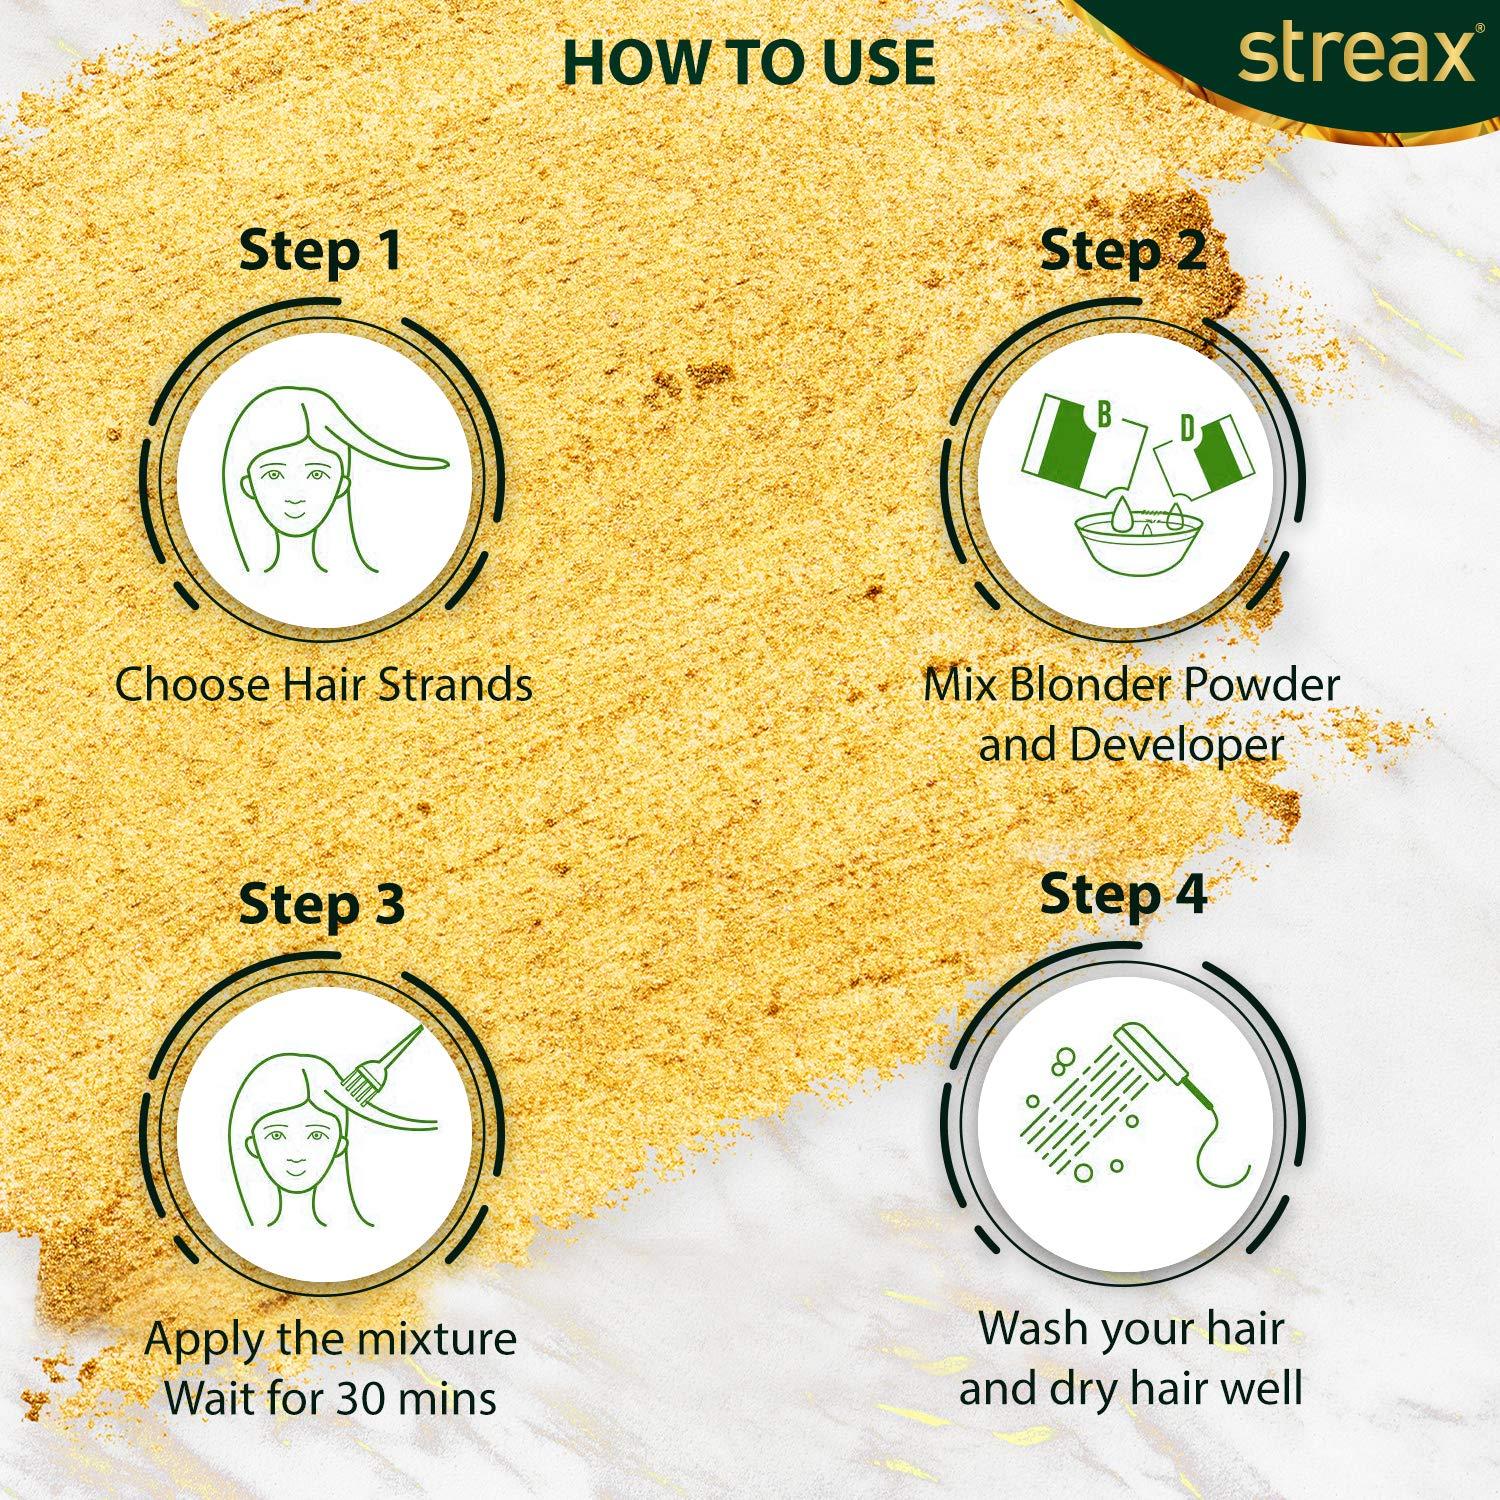 HOW TO USE
streax®
Step 1
Choose Hair Strands
Step 2
B
D
Mix Blonder Powder
and Developer
Step 3
Apply the mixture
Wait for 30 mins
Step 4
Wash your hair
and dry hair well